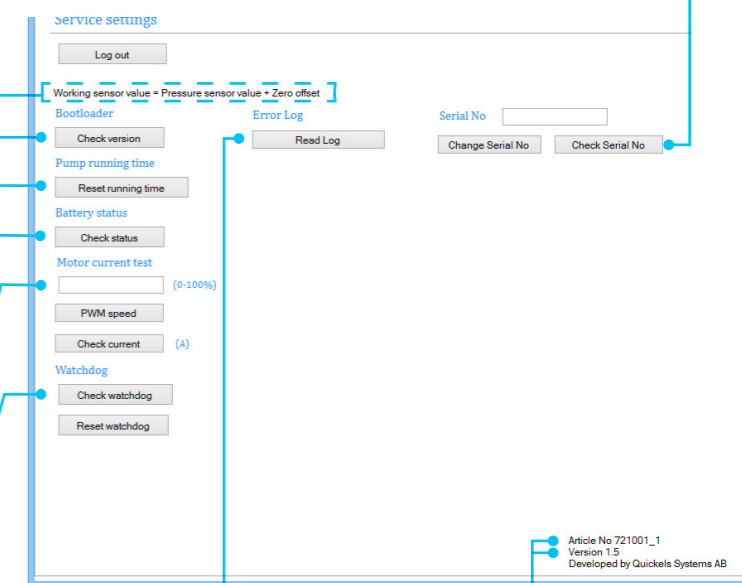 Service settings
Log out
Working sensor value = Pressure sensor value + Zero offset
Bootloader
Error Log
Serial No
Check version
Read Log
Change Serial No
Check Serial No
Pump running time
Reset running time
Battery status
Check status
Motor current test
(0-100%)
PWM speed
Check current
(A)
Watchdog
Check watchdog
Reset watchdog
Article No 721001_1
Version 1.5
Developed by Quickels Systems AB